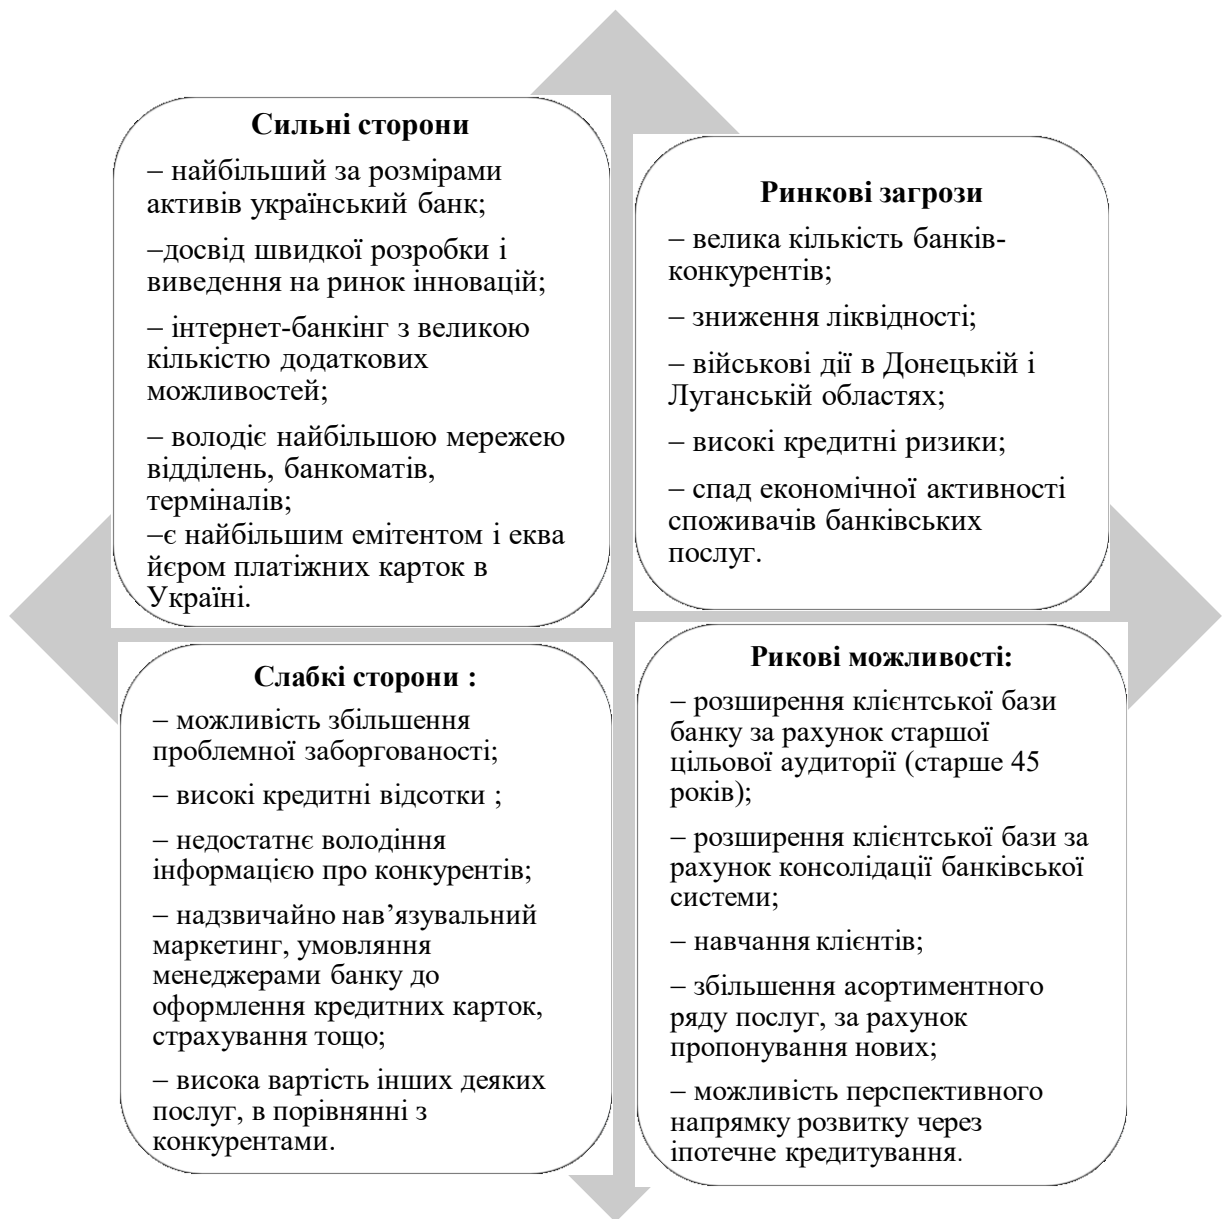 Сильні сторони
– найбільший за розмірами
активів український банк;
–досвід швидкої розробки і
виведення на ринок інновацій;
– інтернет-банкінг з великою
кількістю додаткових
можливостей;
– володіє найбільшою мережею
відділень, банкоматів,
терміналів;
–є найбільшим емітентом і еква
йєром платіжних карток в
Україні.
Ринкові загрози
– велика кількість банків-
конкурентів;
– зниження ліквідності;
– військові дії в Донецькій і
Луганській областях;
– високі кредитні ризики;
– спад економічної активності
споживачів банківських
послуг.
Слабкі сторони :
– можливість збільшення
проблемної заборгованості;
– високі кредитні відсотки ;
– недостатнє володіння
інформацією про конкурентів;
– надзвичайно нав’язувальний
маркетинг, умовляння
менеджерами банку до
оформлення кредитних карток,
страхування тощо;
– висока вартість інших деяких
послуг, в порівнянні з
конкурентами.
Рикові можливості:
– розширення клієнтської бази
банку за рахунок старшої
цільової аудиторії (старше 45
років);
– розширення клієнтської бази за
рахунок консолідації банківської
системи;
– навчання клієнтів;
– збільшення асортиментного
ряду послуг, за рахунок
пропонування нових;
– можливість перспективного
напрямку розвитку через
іпотечне кредитування.